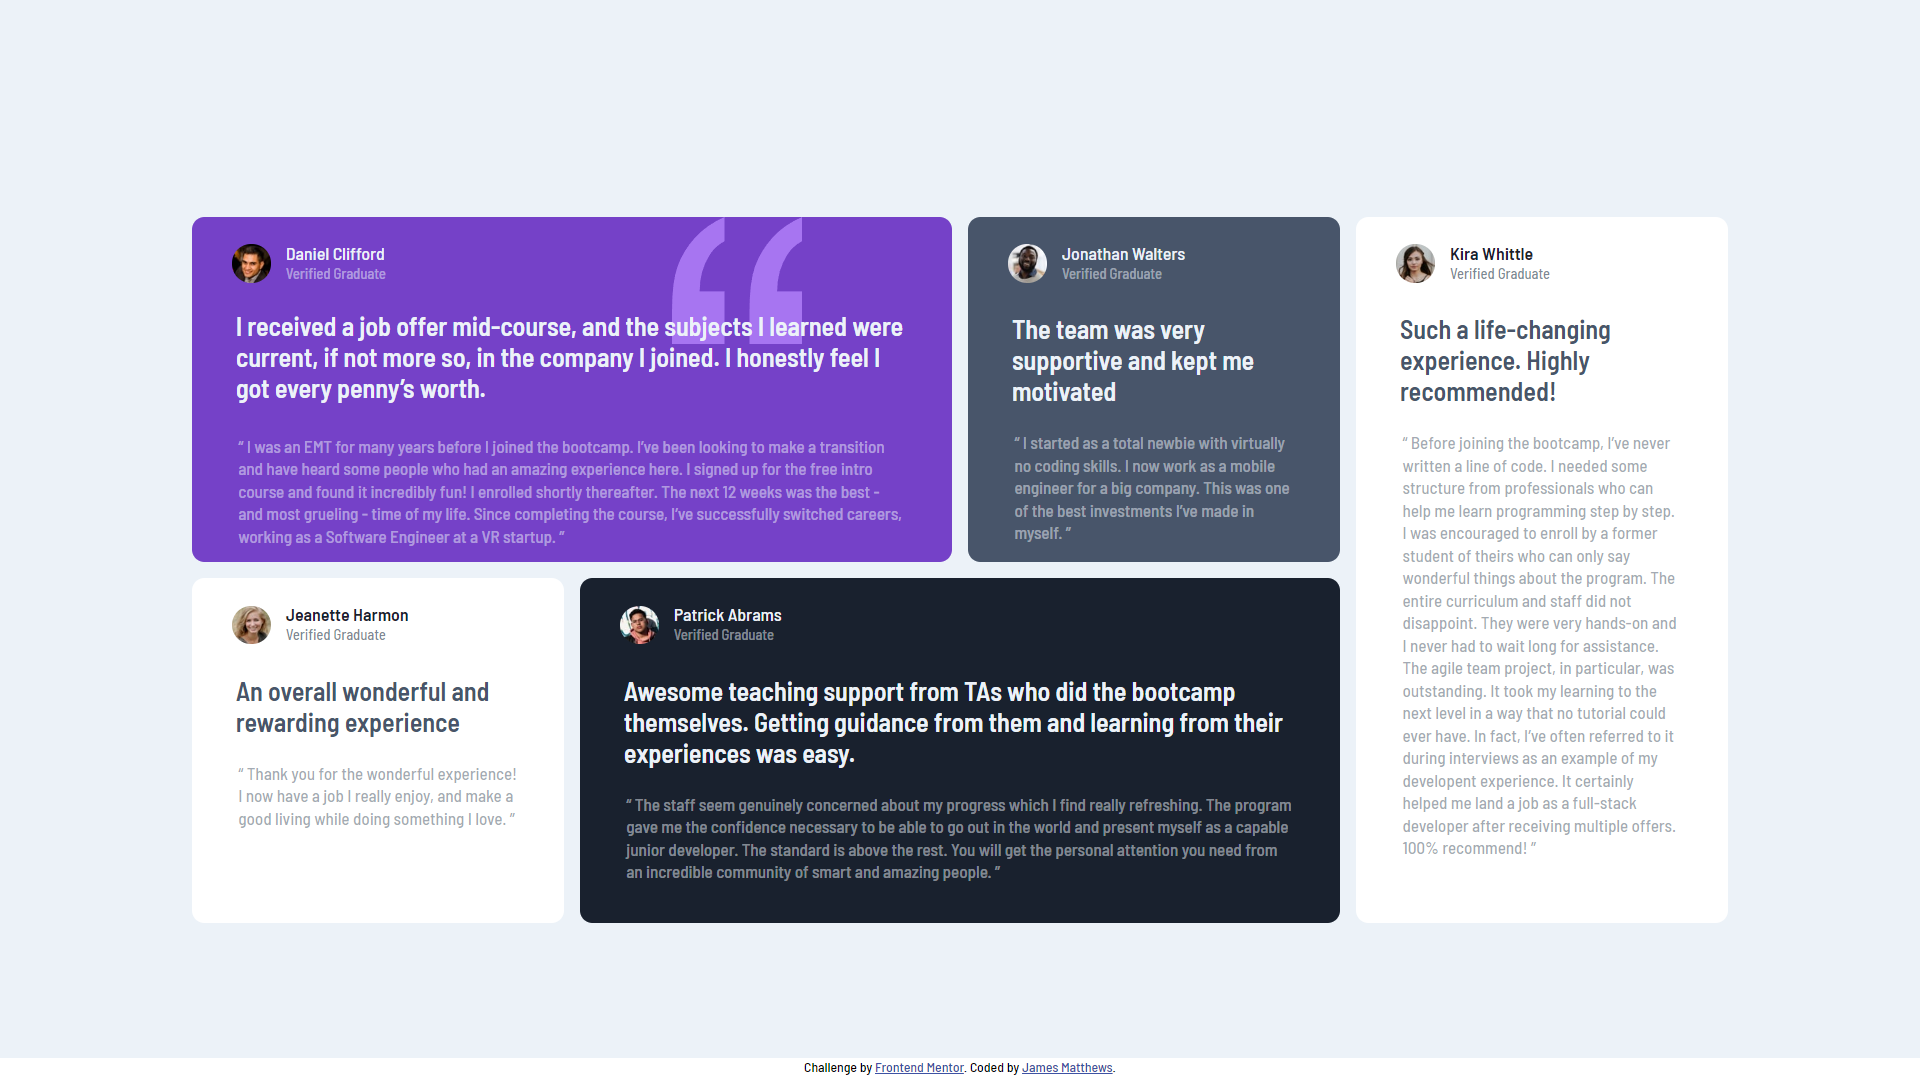 Daniel Clifford
Verified Graduate
I received a job offer mid-course, and the subjects I learned were
current, if not more so, in the company I joined. I honestly feel I
got every penny’s worth.
“ I was an EMT for many years before I joined the bootcamp. I’ve been looking to make a transition
and have heard some people who had an amazing experience here. I signed up for the free intro
course and found it incredibly fun! I enrolled shortly thereafter. The next 12 weeks was the best -
and most grueling - time of my life. Since completing the course, I’ve successfully switched careers,
working as a Software Engineer at a VR startup. ”
Jonathan Walters
Verified Graduate
The team was very
supportive and kept me
motivated
“ I started as a total newbie with virtually
no coding skills. I now work as a mobile
engineer for a big company. This was one
of the best investments I’ve made in
myself. ”
Kira Whittle
Verified Graduate
Such a life-changing
experience. Highly
recommended!
“ Before joining the bootcamp, I’ve never
written a line of code. I needed some
structure from professionals who can
help me learn programming step by step.
I was encouraged to enroll by a former
student of theirs who can only say
wonderful things about the program. The
entire curriculum and staff did not
disappoint. They were very hands-on and
I never had to wait long for assistance.
The agile team project, in particular, was
outstanding. It took my learning to the
next level in a way that no tutorial could
ever have. In fact, I’ve often referred to it
during interviews as an example of my
developent experience. It certainly
helped me land a job as a full-stack
developer after receiving multiple offers.
100% recommend! ”
Jeanette Harmon
Verified Graduate
An overall wonderful and
rewarding experience
“ Thank you for the wonderful experience!
I now have a job I really enjoy, and make a
good living while doing something I love. ”
Patrick Abrams
Verified Graduate
Awesome teaching support from TAs who did the bootcamp
themselves. Getting guidance from them and learning from their
experiences was easy.
“ The staff seem genuinely concerned about my progress which I find really refreshing. The program
gave me the confidence necessary to be able to go out in the world and present myself as a capable
junior developer. The standard is above the rest. You will get the personal attention you need from
an incredible community of smart and amazing people. ”
Challenge by Frontend Mentor. Coded by James Matthews.